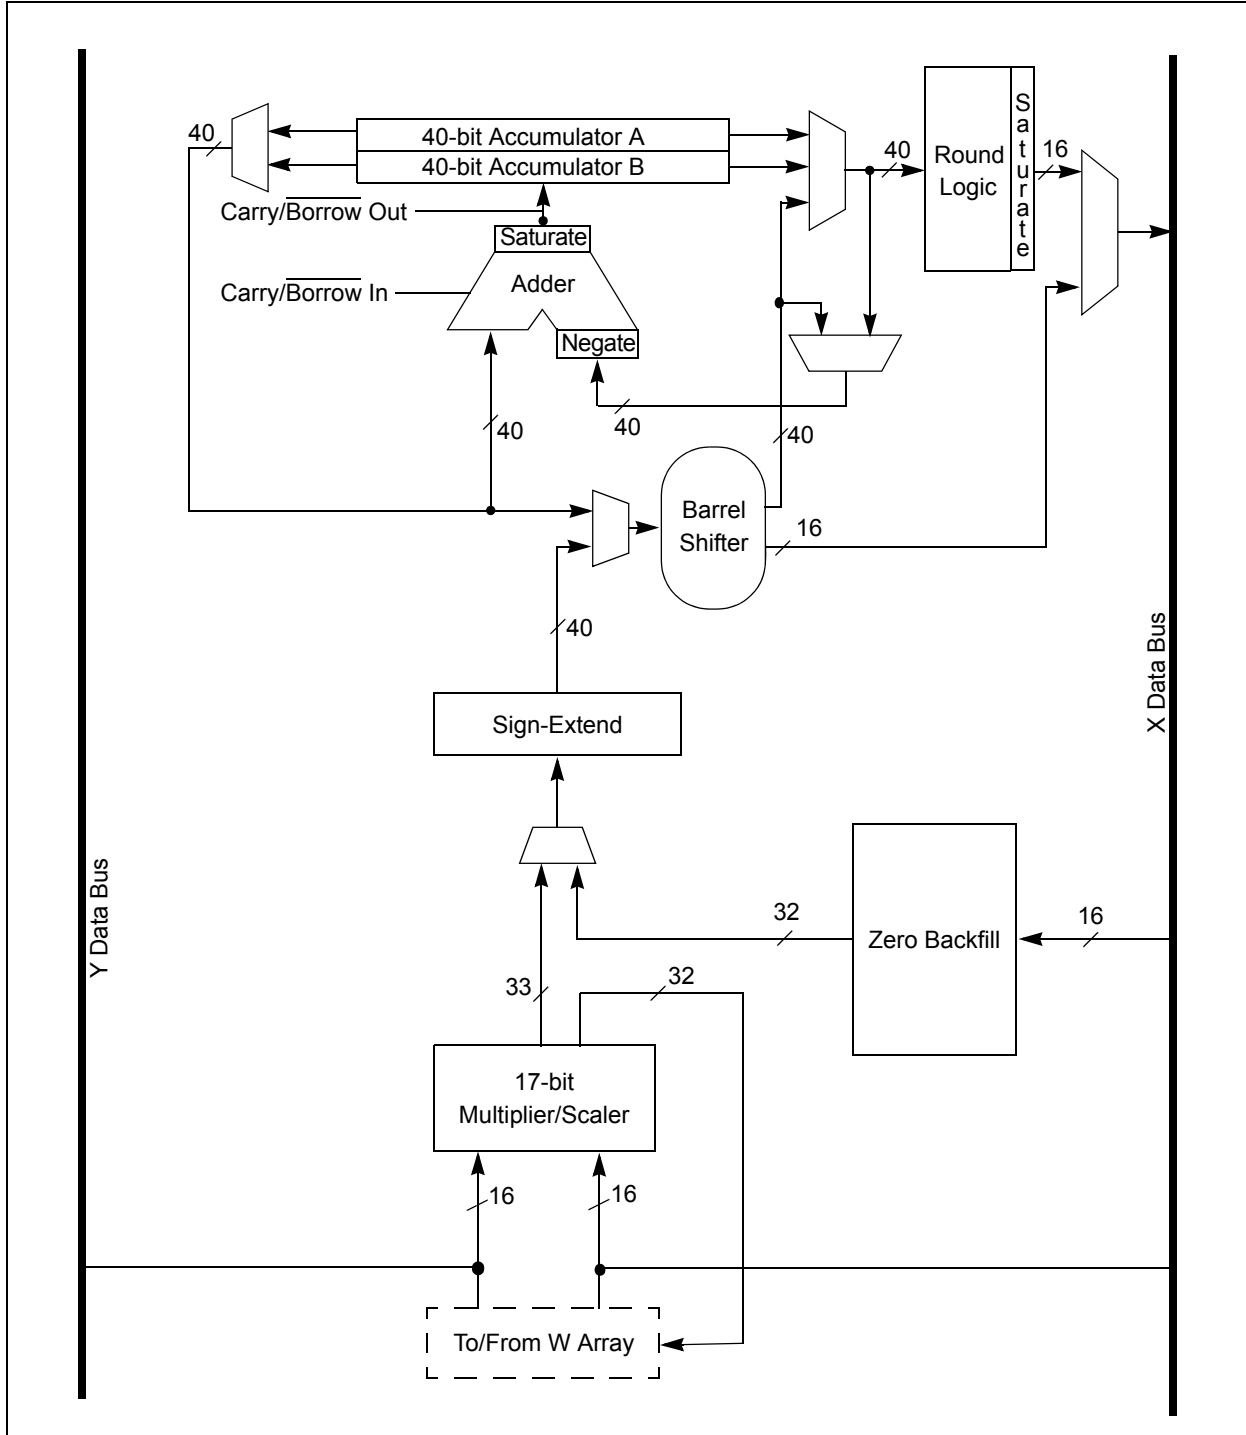 40
40-bit Accumulator A
40-bit Accumulator B
Carry/Borrow Out
Saturate
Carry/Borrow In
Adder
Negate
40
Round
Logic
Saturate
16
40
40
40
Barrel
Shifter
16
40
Sign-Extend
X Data Bus
Y Data Bus
32
Zero Backfill
16
33
32
17-bit
Multiplier/Scaler
16
16
To/From W Array